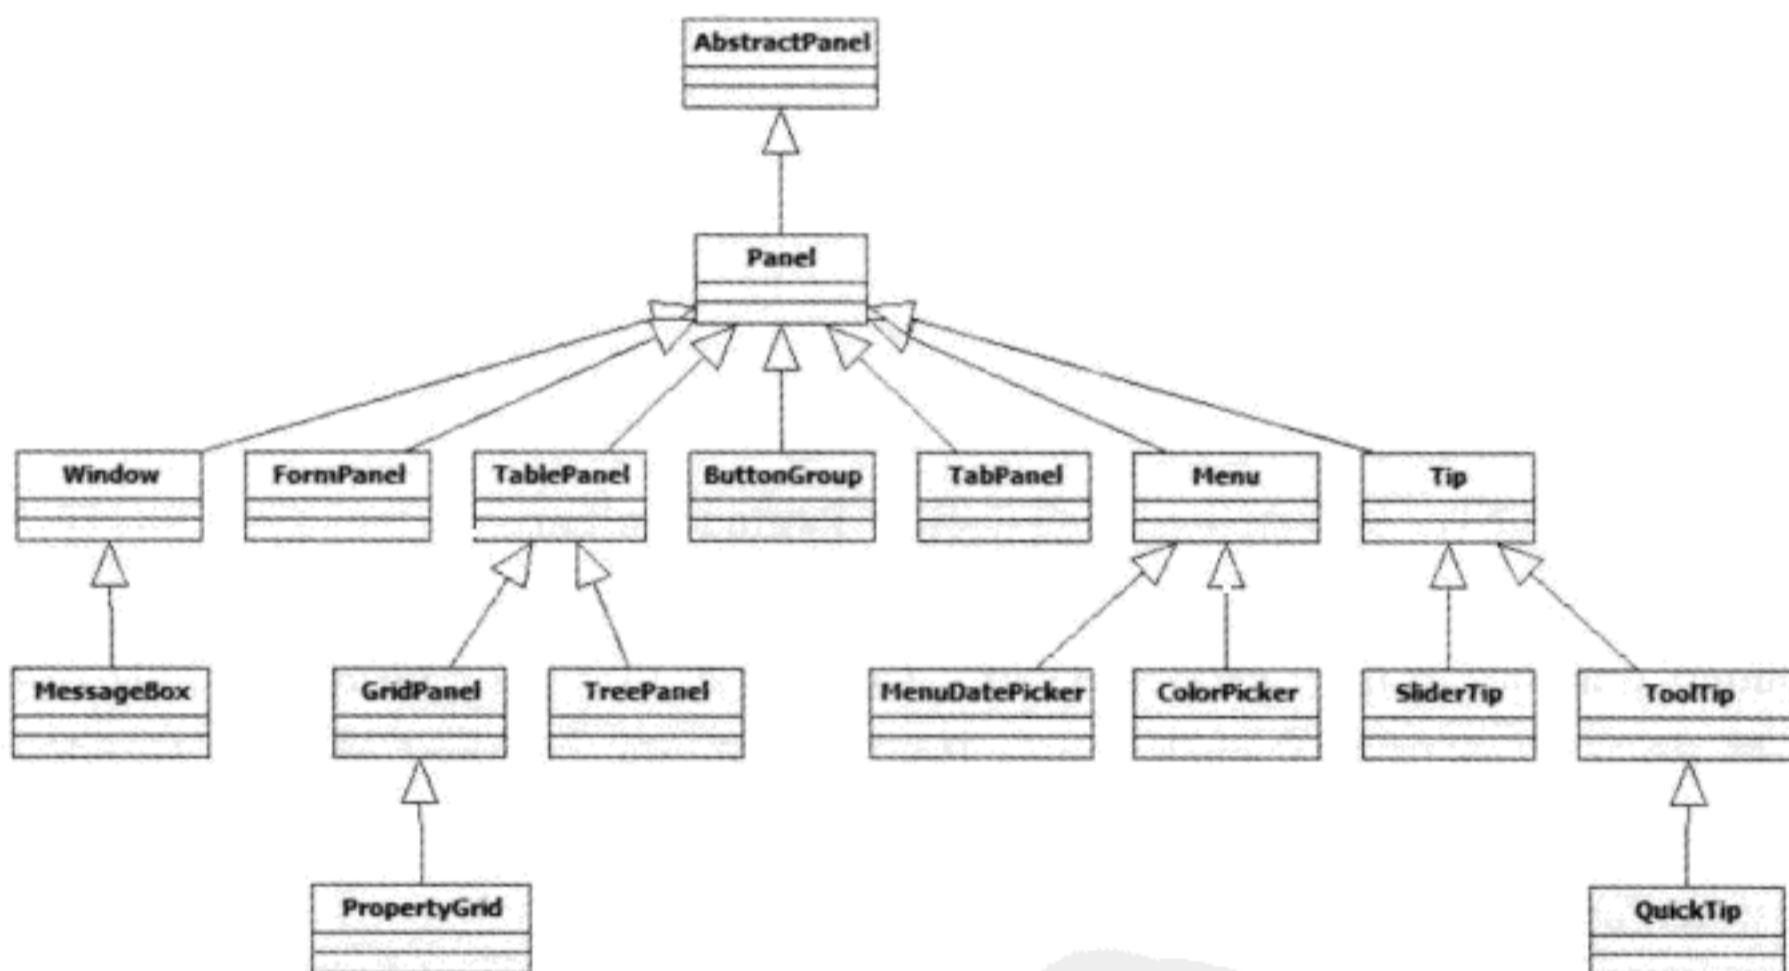 AbstractPanel
Panel
Window
FormPanel
TablePanel
ButtonGroup
TabPanel
Menu
Tip
MessageBox
GridPanel
TreePanel
MenuDatePicker
ColorPicker
SliderTip
ToolTip
PropertyGrid
QuickTip